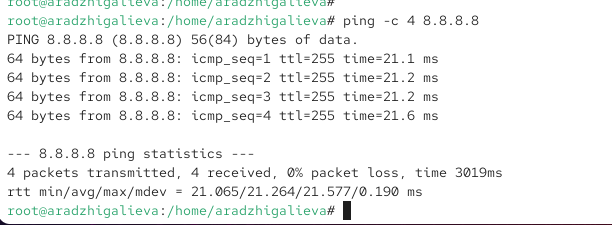 root@aradzhigalieva:/home/aradzhigalieva#
root@aradzhigalieva:/home/aradzhigalieva# ping -c 4 8.8.8.8
PING 8.8.8.8 (8.8.8.8) 56(84) bytes of data.
64 bytes from 8.8.8.8: icmp_seq=1 ttl=255 time=21.1 ms
64 bytes from 8.8.8.8: icmp_seq=2 ttl=255 time=21.2 ms
64 bytes from 8.8.8.8: icmp_seq=3 ttl=255 time=21.2 ms
64 bytes from 8.8.8.8: icmp_seq=4 ttl=255 time=21.6 ms

--- 8.8.8.8 ping statistics ---
4 packets transmitted, 4 received, 0% packet loss, time 3019ms
rtt min/avg/max/mdev = 21.065/21.264/21.577/0.190 ms
root@aradzhigalieva:/home/aradzhigalieva#